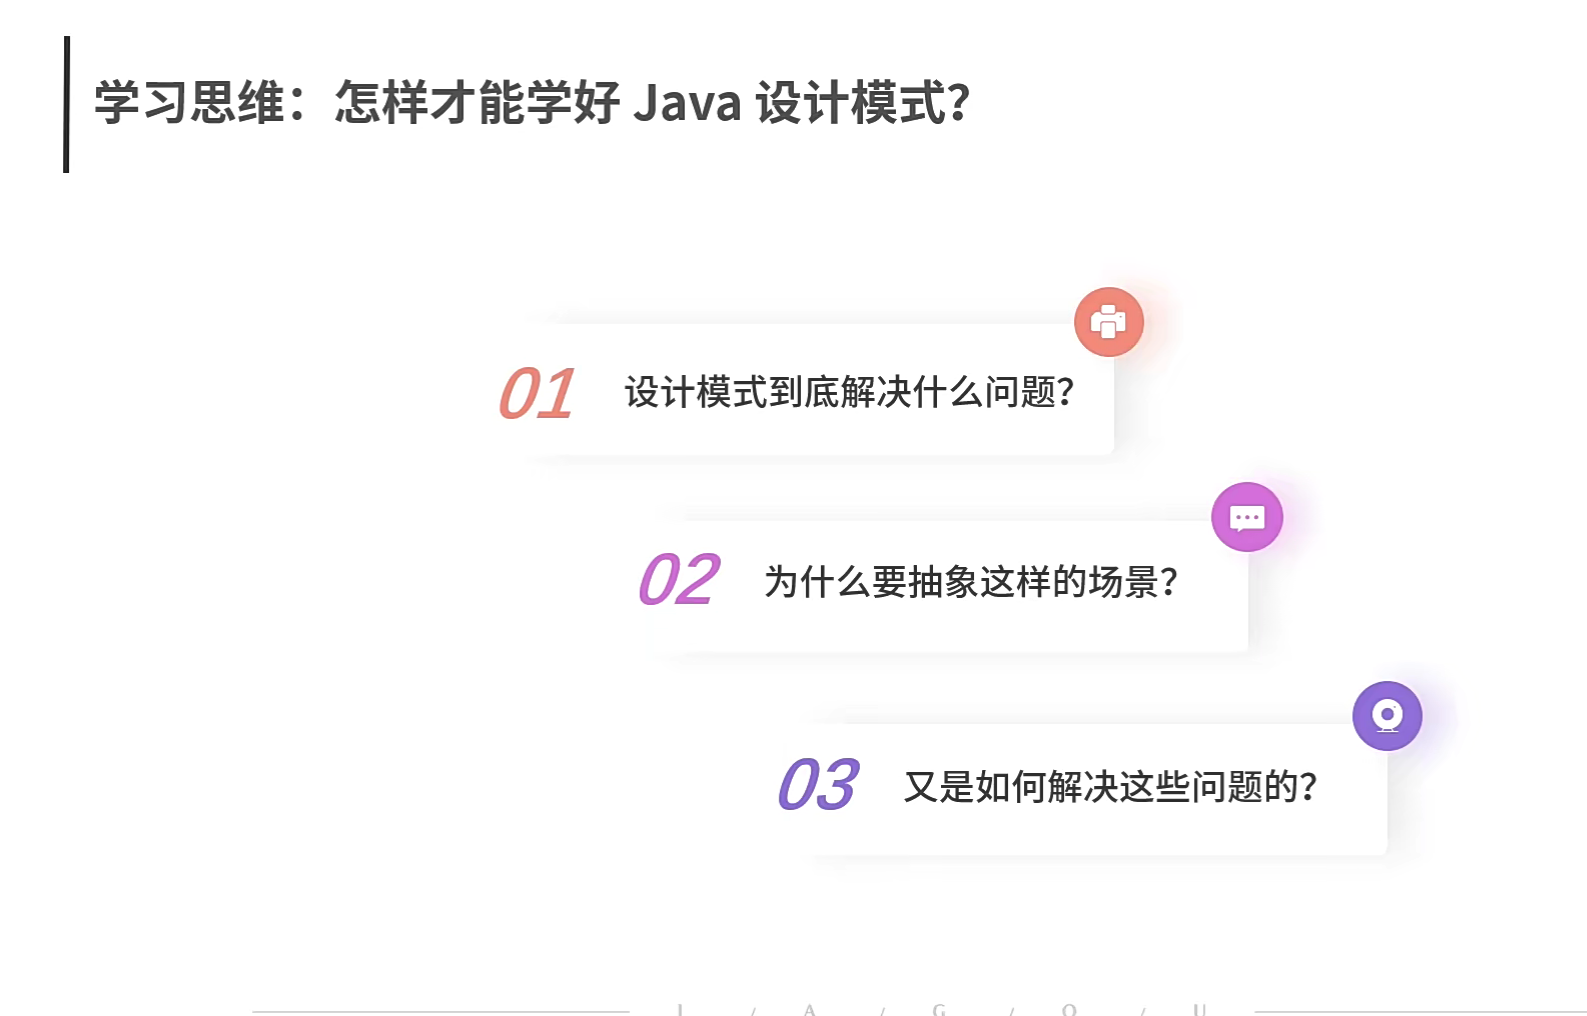 学习思维：怎样才能学好 Java 设计模式？
01 设计模式到底解决什么问题？
02 为什么要抽象这样的场景？
03 又是如何解决这些问题的？
L / A / G / O / U